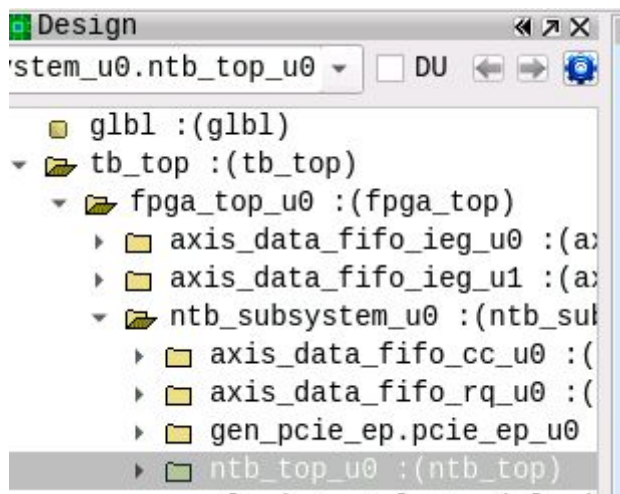 Design
stem_u0.ntb_top_u0 DU
glbl :(glbl)
tb_top :(tb_top)
fpga_top_u0 :(fpga_top)
axis_data_fifo_ieg_u0 :(a
axis_data_fifo_ieg_u1 :(a
ntb_subsystem_u0 :(ntb_su
axis_data_fifo_cc_u0 :(
axis_data_fifo_rq_u0 :(
gen_pcie_ep.pcie_ep_u0
ntb_top_u0 :(ntb_top)